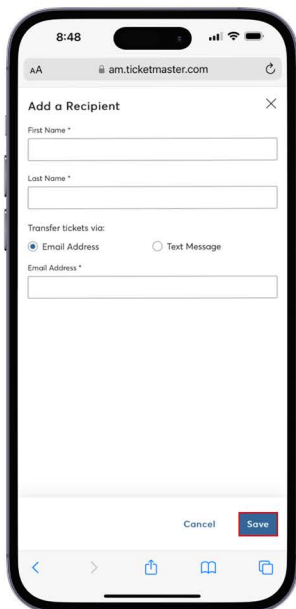 8:48
AA am.ticketmaster.com
Add a Recipient
First Name *
Last Name *
Transfer tickets via:
Email Address Text Message
Email Address *
Cancel Save